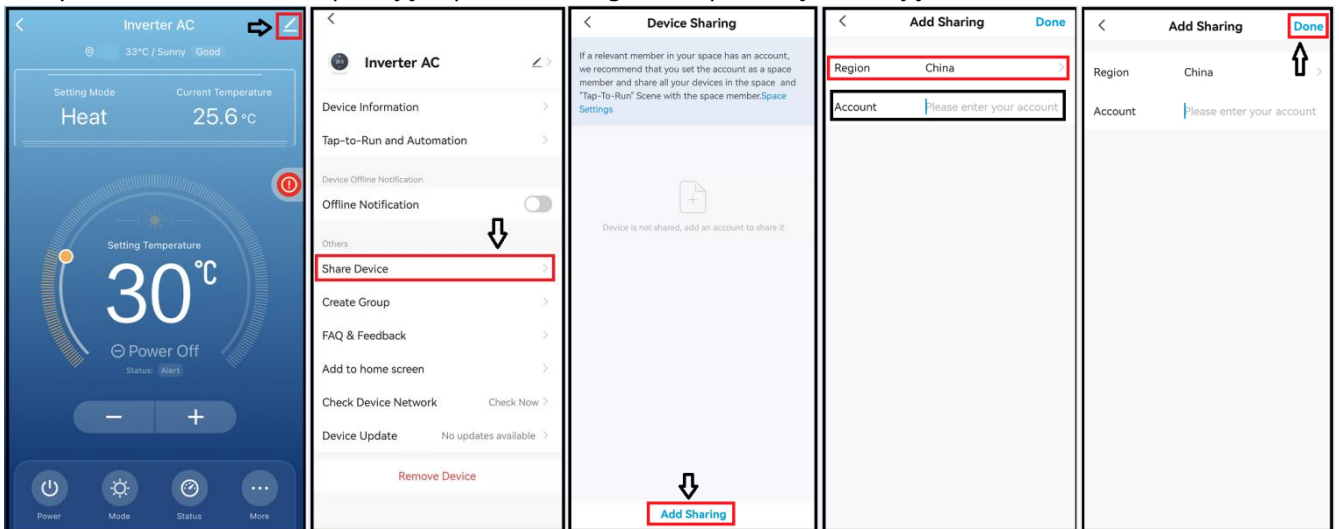 Inverter AC
33°C / Sunny Good
Setting Mode Current Temperature
Heat 25.6 °C
Setting Temperature
30°C
Power Off
Status: Alert
− +
Power Mode Status More
Inverter AC
Device Information
Tap-to-Run and Automation
Device Offline Notification
Offline Notification
Others
Share Device
Create Group
FAQ & Feedback
Add to home screen
Check Device Network Check Now
Device Update No updates available
Remove Device
Device Sharing
If a relevant member in your space has an account,
we recommend that you set the account as a space
member and share all your devices in the space and
"Tap-To-Run" Scene with the space member.Space
Settings
Device is not shared, add an account to share it
Add Sharing
Add Sharing Done
Region China
Account Please enter your account
Add Sharing Done
Region China
Account Please enter your account